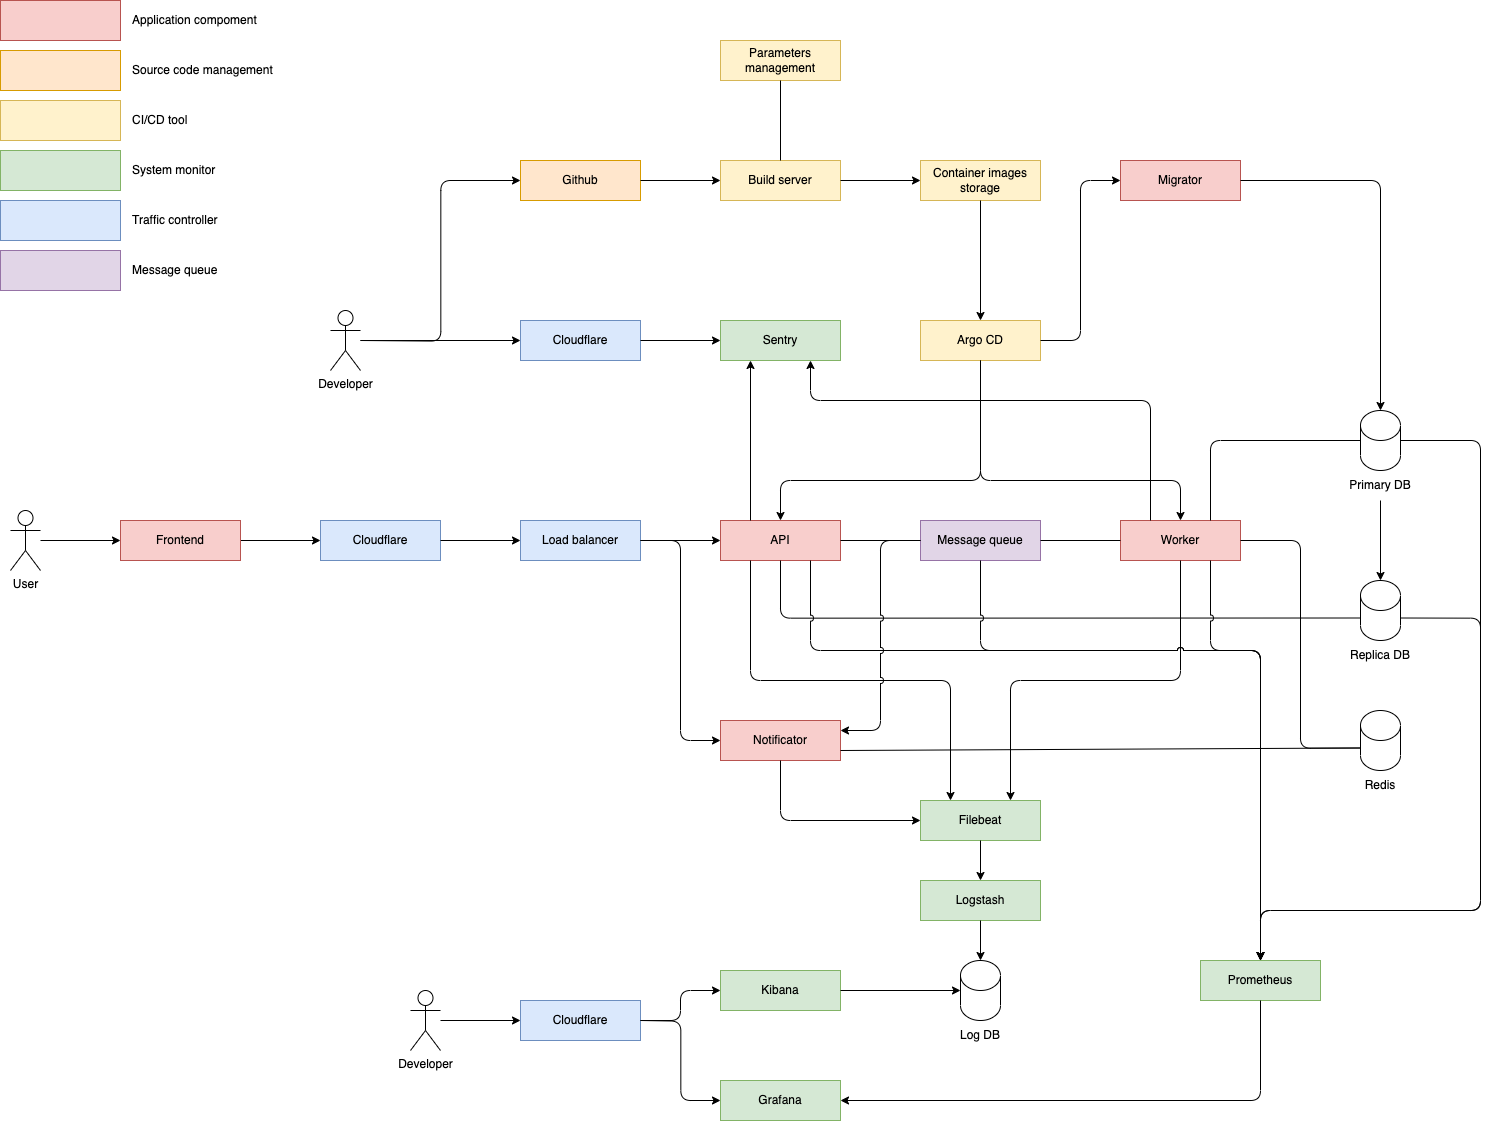 Application compoment
Source code management
CI/CD tool
System monitor
Traffic controller
Message queue
Parameters
management
Github
Build server
Container images
storage
Migrator
Developer
Cloudflare
Sentry
Argo CD
Primary DB
User
Frontend
Cloudflare
Load balancer
API
Message queue
Worker
Replica DB
Notificator
Redis
Filebeat
Logstash
Developer
Cloudflare
Kibana
Log DB
Prometheus
Grafana